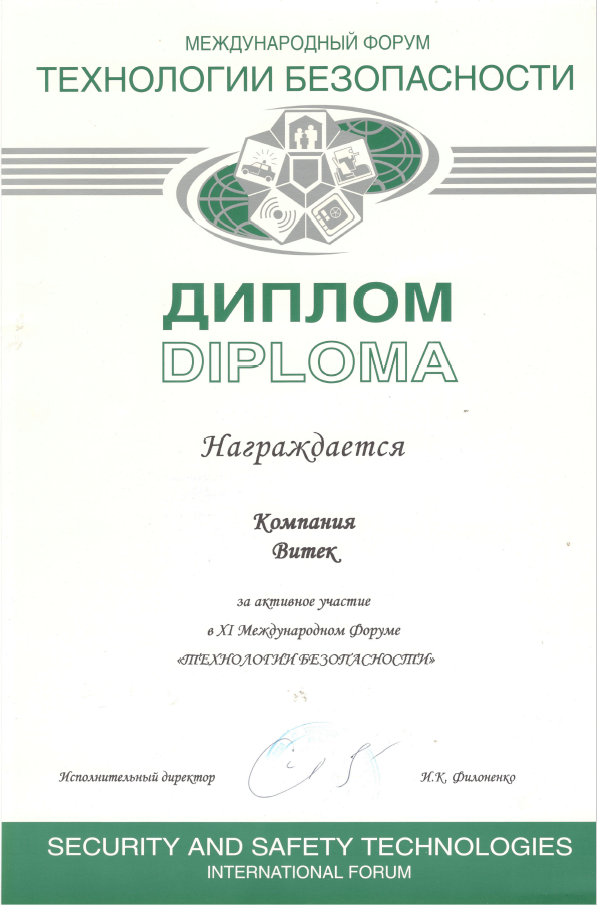 МЕЖДУНАРОДНЫЙ ФОРУМ
ТЕХНОЛОГИИ БЕЗОПАСНОСТИ
ДИПЛОМ
DIPLOMA
Награждается
Компания
Витек
за активное участие
в XI Международном Форуме
«ТЕХНОЛОГИИ БЕЗОПАСНОСТИ»
Исполнительный директор И.К. Филоненко
SECURITY AND SAFETY TECHNOLOGIES
INTERNATIONAL FORUM